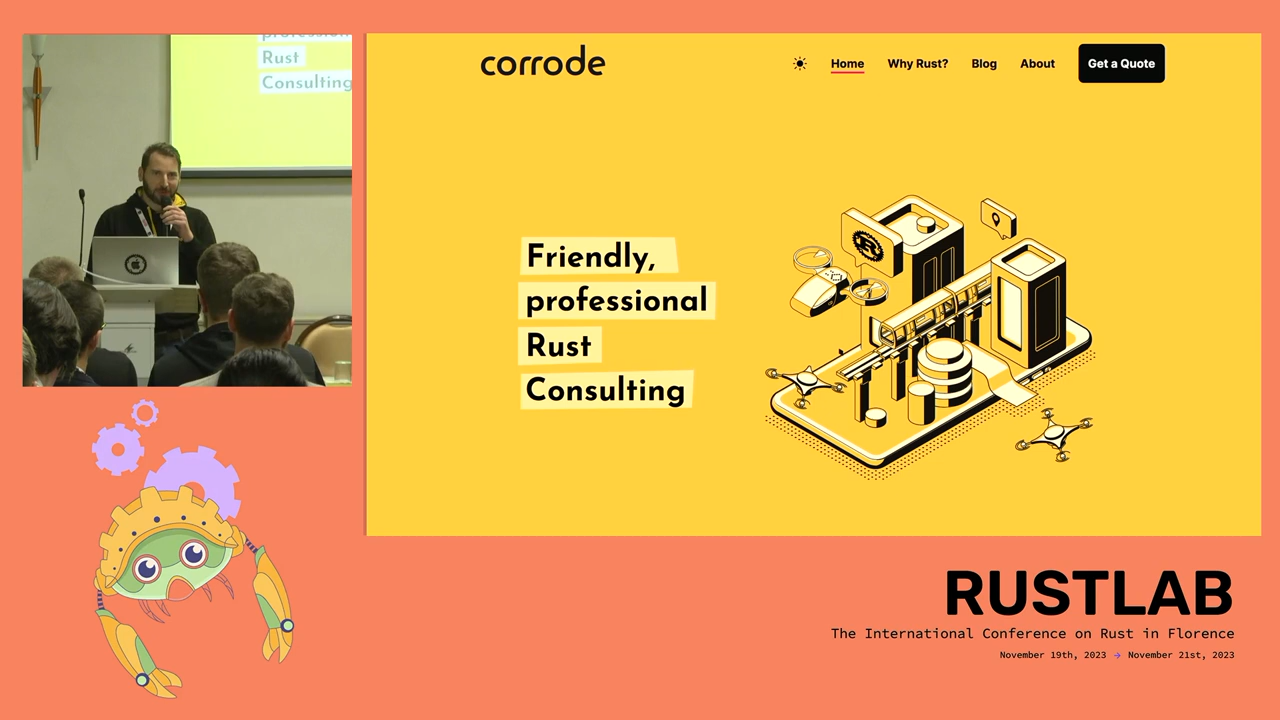 profession
Rust
Consulting
corrode
Home
Why Rust?
Blog
About
Get a Quote
Friendly,
professional
Rust
Consulting
R
RUSTLAB
The International Conference on Rust in Florence
November 19th, 2023 → November 21st, 2023